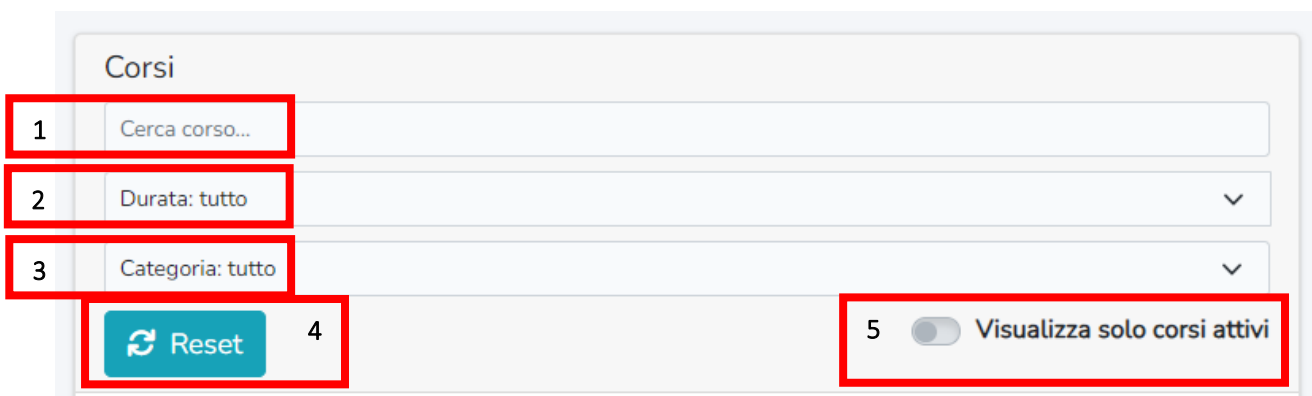 Corsi
1 Cerca corso...
2 Durata: tutto
3 Categoria: tutto
Reset 4 5 Visualizza solo corsi attivi